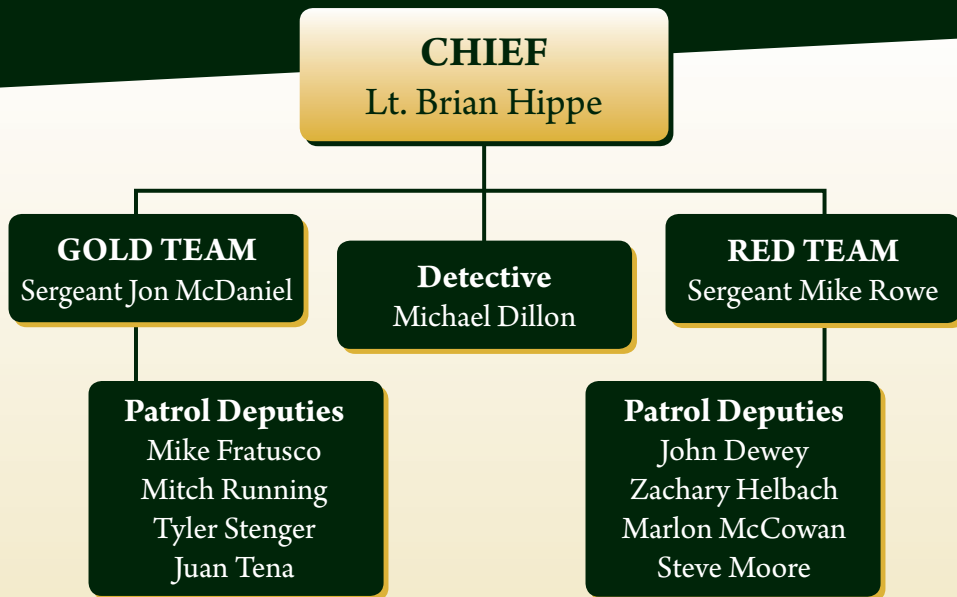 CHIEF
Lt. Brian Hippe
GOLD TEAM
Sergeant Jon McDaniel
Detective
Michael Dillon
RED TEAM
Sergeant Mike Rowe
Patrol Deputies
Mike Fratusco
Mitch Running
Tyler Stenger
Juan Tena
Patrol Deputies
John Dewey
Zachary Helbach
Marlon McCowan
Steve Moore